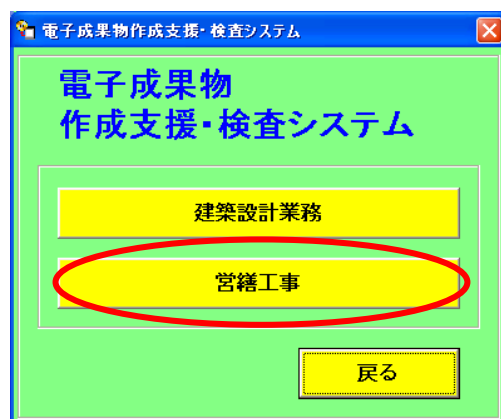 電子成果物作成支援・検査システム
電子成果物
作成支援・検査システム
建築設計業務
営繕工事
戻る